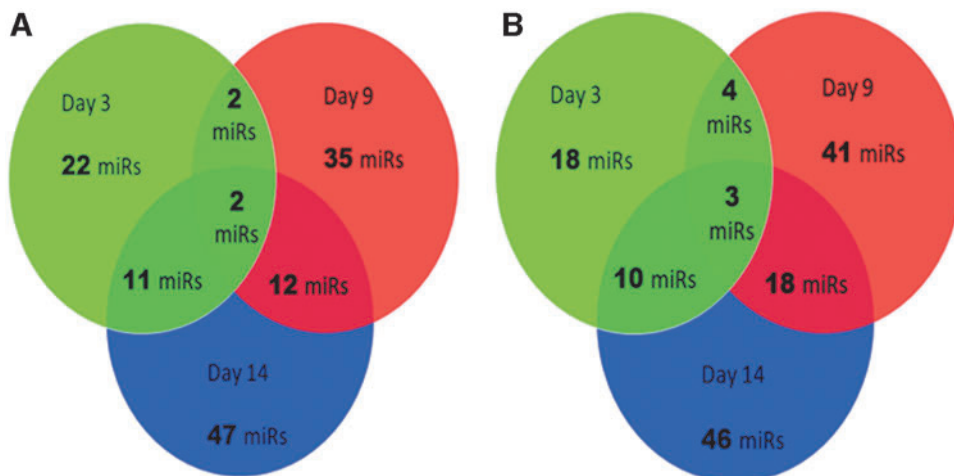 A
Day 3
22 miRs
2
miRs
Day 9
35 miRs
2
miRs
11 miRs
12 miRs
Day 14
47 miRs
B
Day 3
18 miRs
4
miRs
Day 9
41 miRs
3
miRs
10 miRs
18 miRs
Day 14
46 miRs